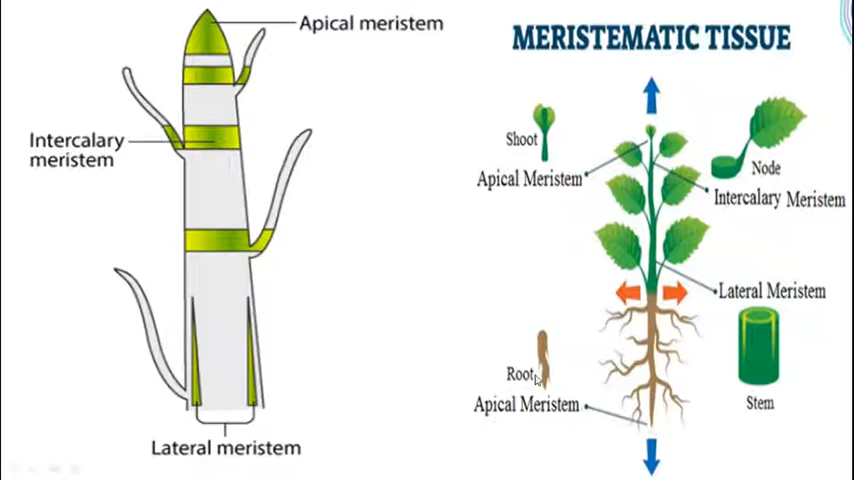 Apical meristem
Intercalary
meristem
Lateral meristem
MERISTEMATIC TISSUE
Shoot
Apical Meristem
Node
Intercalary Meristem
Lateral Meristem
Root
Apical Meristem
Stem